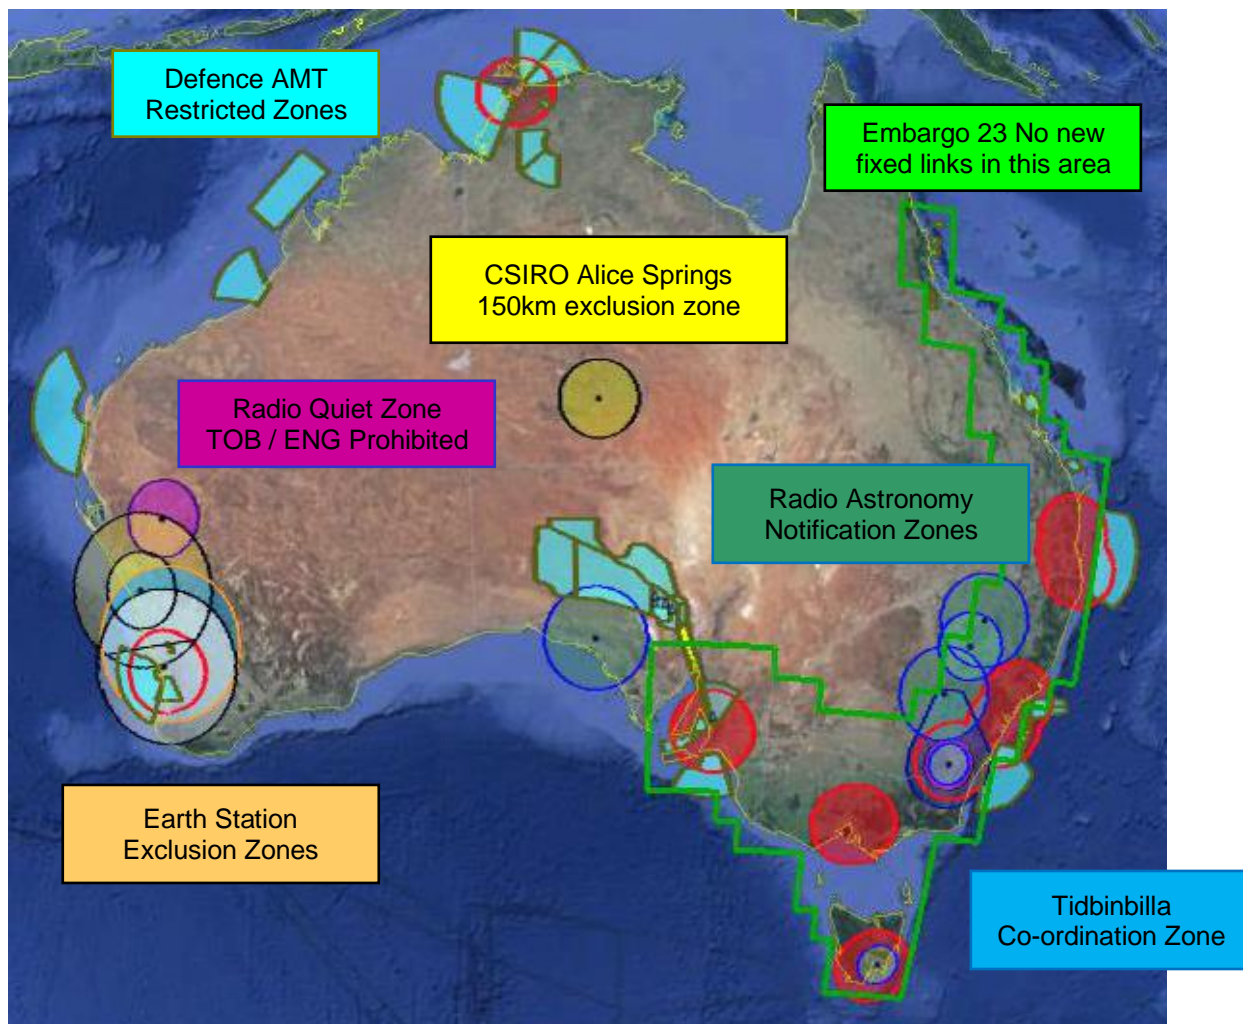 Defence AMT
Restricted Zones
Embargo 23 No new
fixed links in this area
CSIRO Alice Springs
150km exclusion zone
Radio Quiet Zone
TOB / ENG Prohibited
Radio Astronomy
Notification Zones
Earth Station
Exclusion Zones
Tidbinbilla
Co-ordination Zone